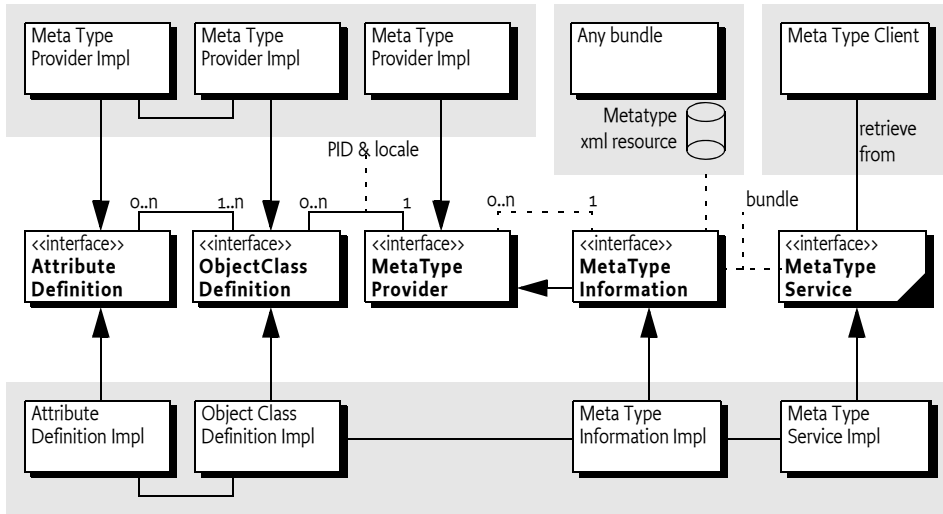 Meta Type
Provider Impl
Meta Type
Provider Impl
Meta Type
Provider Impl
Any bundle
Meta Type Client
Metatype
xml resource
retrieve
from
PID & locale
0..n
1..n
0..n
1
0..n
1
bundle
<<interface>>
Attribute
Definition
<<interface>>
ObjectClass
Definition
<<interface>>
MetaType
Provider
<<interface>>
MetaType
Information
<<interface>>
MetaType
Service
Attribute
Definition Impl
Object Class
Definition Impl
Meta Type
Information Impl
Meta Type
Service Impl